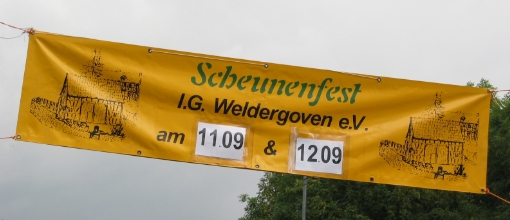 Scheunenfest
I.G. Weldergoven e.V.
am 11.09 & 12.09